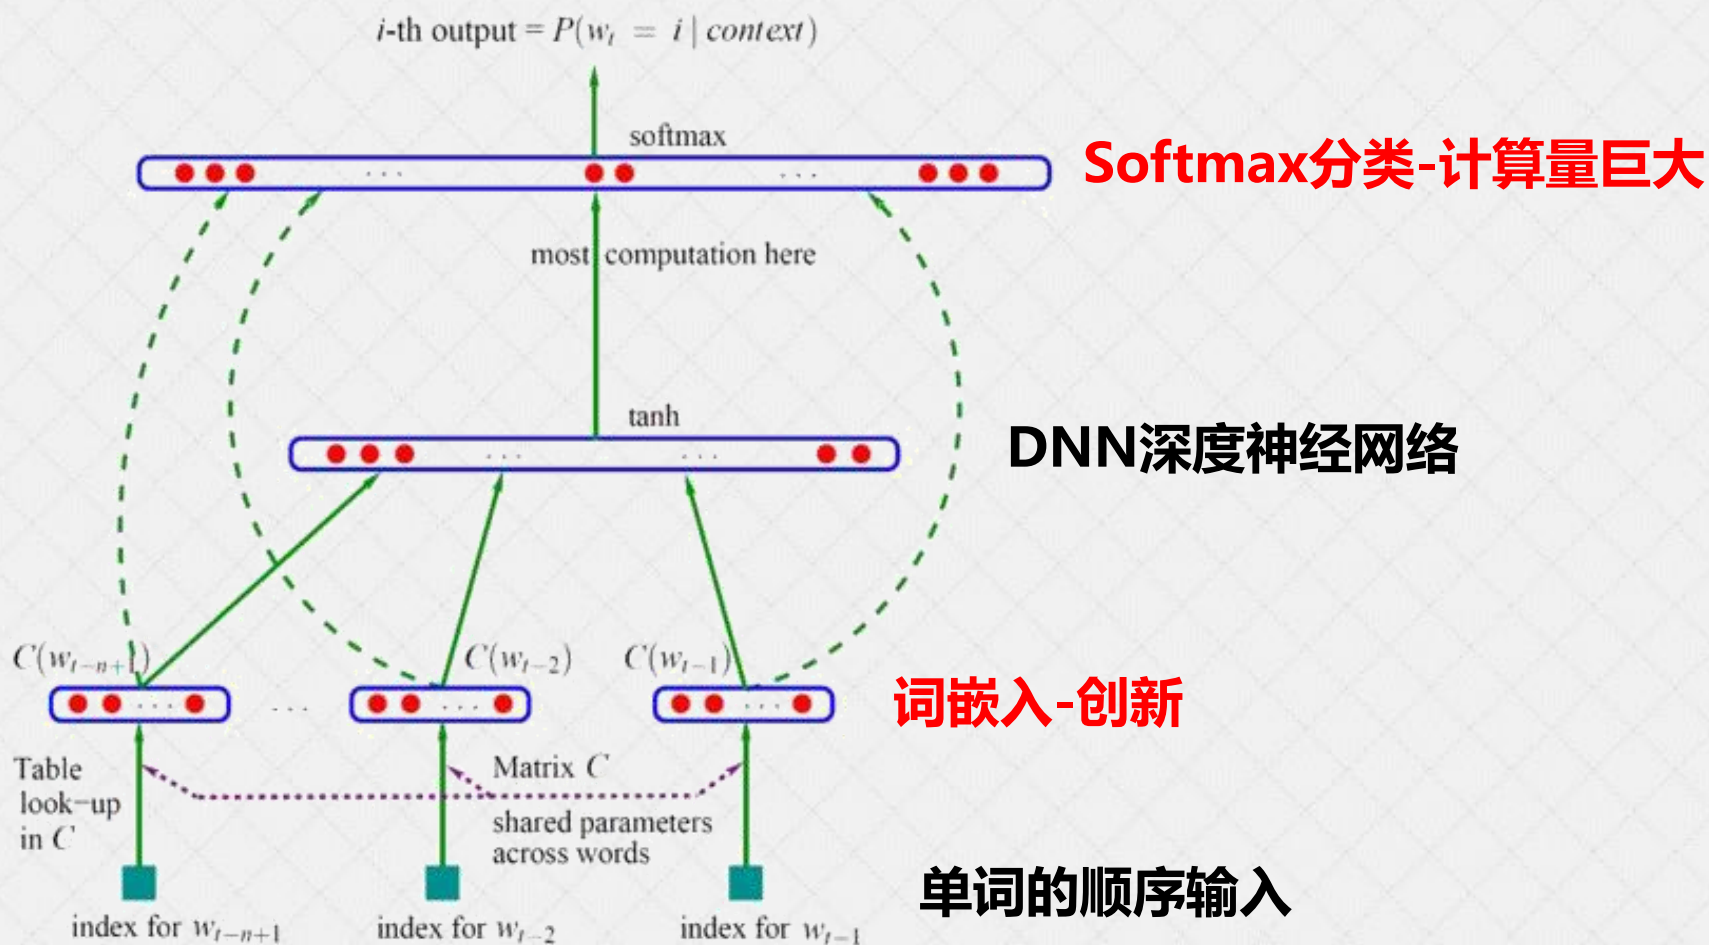 i-th output = P(w_t = i | context)
softmax
Softmax分类-计算量巨大
. . .
. . .
most computation here
tanh
DNN深度神经网络
. . .
. . .
C(w_{t-n+1})
C(w_{t-2})
C(w_{t-1})
词嵌入-创新
. . .
. . .
. . .
. . .
Table
look-up
in C
Matrix C
shared parameters
across words
单词的顺序输入
index for w_{t-n+1}
index for w_{t-2}
index for w_{t-1}